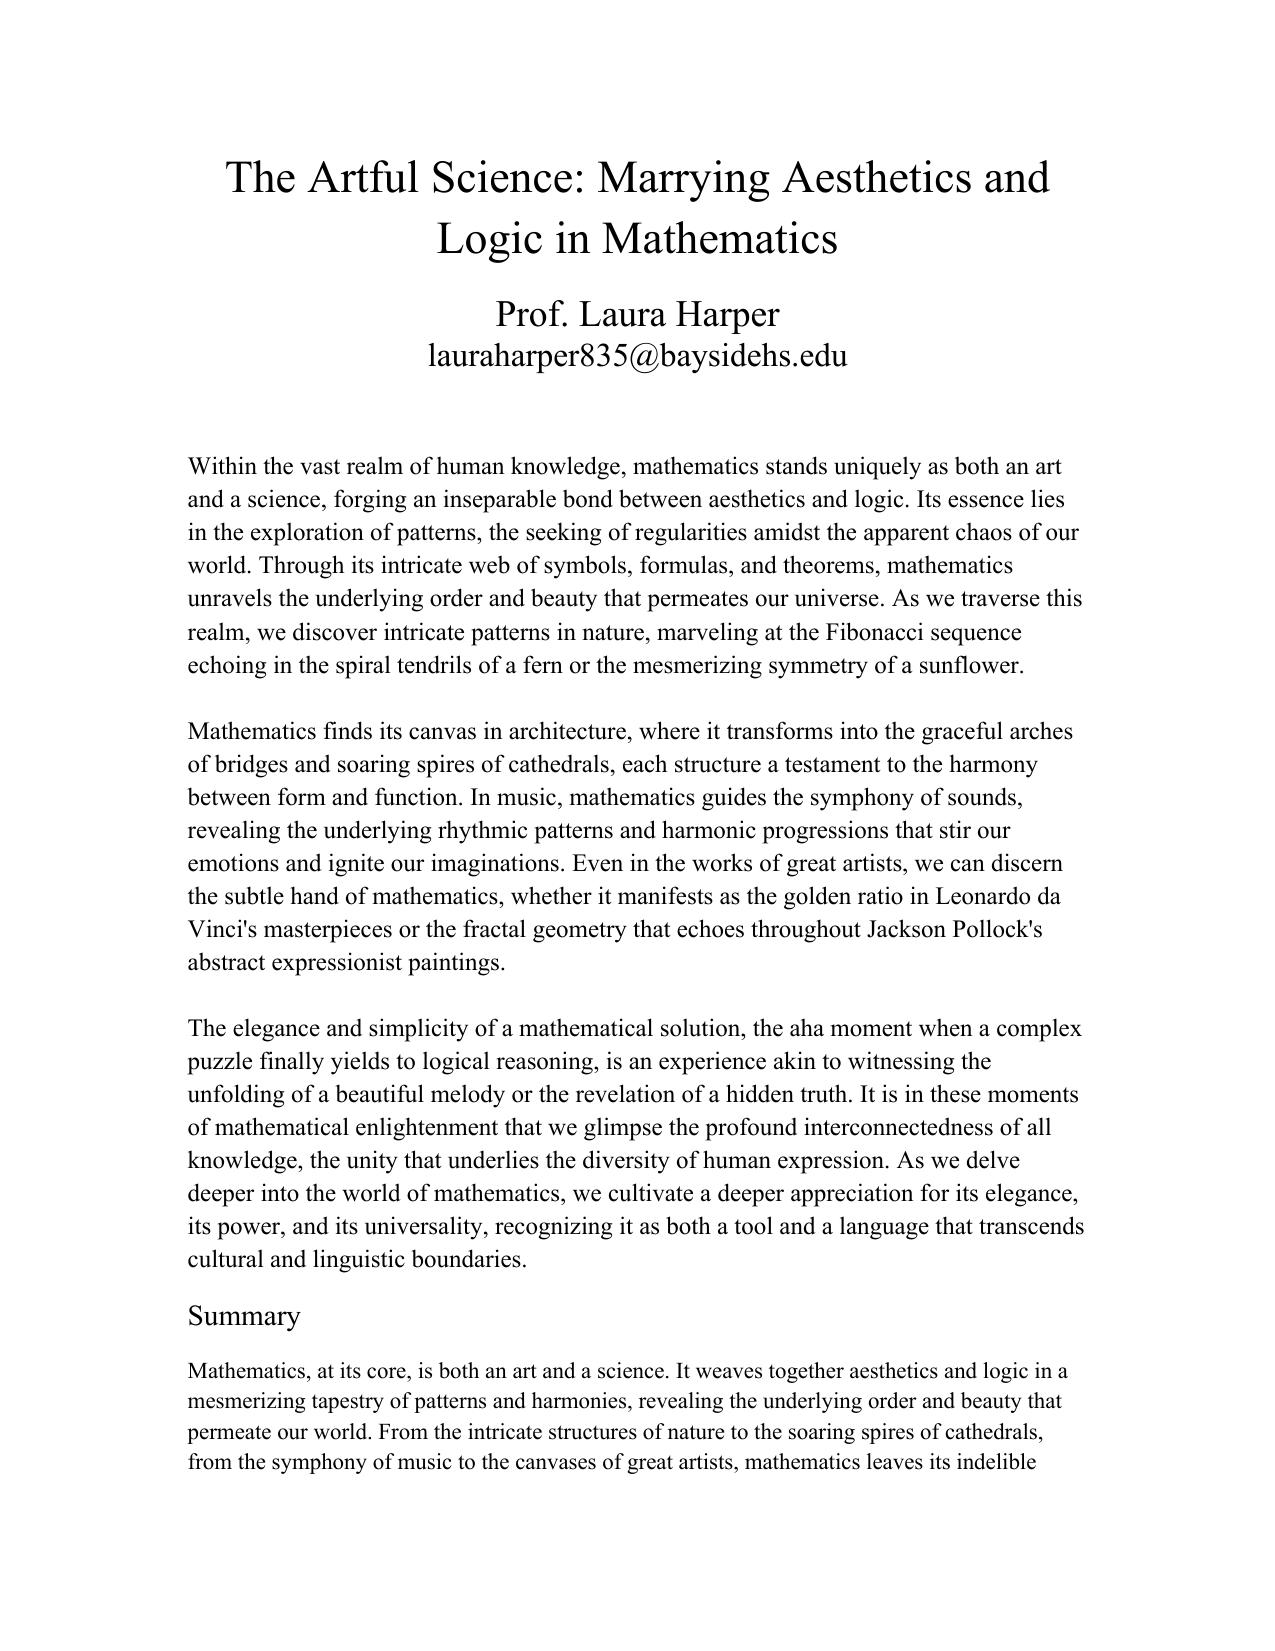 The Artful Science: Marrying Aesthetics and
Logic in Mathematics
Prof. Laura Harper
lauraharper835@baysidehs.edu
Within the vast realm of human knowledge, mathematics stands uniquely as both an art
and a science, forging an inseparable bond between aesthetics and logic. Its essence lies
in the exploration of patterns, the seeking of regularities amidst the apparent chaos of our
world. Through its intricate web of symbols, formulas, and theorems, mathematics
unravels the underlying order and beauty that permeates our universe. As we traverse this
realm, we discover intricate patterns in nature, marveling at the Fibonacci sequence
echoing in the spiral tendrils of a fern or the mesmerizing symmetry of a sunflower.
Mathematics finds its canvas in architecture, where it transforms into the graceful arches
of bridges and soaring spires of cathedrals, each structure a testament to the harmony
between form and function. In music, mathematics guides the symphony of sounds,
revealing the underlying rhythmic patterns and harmonic progressions that stir our
emotions and ignite our imaginations. Even in the works of great artists, we can discern
the subtle hand of mathematics, whether it manifests as the golden ratio in Leonardo da
Vinci's masterpieces or the fractal geometry that echoes throughout Jackson Pollock's
abstract expressionist paintings.
The elegance and simplicity of a mathematical solution, the aha moment when a complex
puzzle finally yields to logical reasoning, is an experience akin to witnessing the
unfolding of a beautiful melody or the revelation of a hidden truth. It is in these moments
of mathematical enlightenment that we glimpse the profound interconnectedness of all
knowledge, the unity that underlies the diversity of human expression. As we delve
deeper into the world of mathematics, we cultivate a deeper appreciation for its elegance,
its power, and its universality, recognizing it as both a tool and a language that transcends
cultural and linguistic boundaries.
Summary
Mathematics, at its core, is both an art and a science. It weaves together aesthetics and logic in a
mesmerizing tapestry of patterns and harmonies, revealing the underlying order and beauty that
permeate our world. From the intricate structures of nature to the soaring spires of cathedrals,
from the symphony of music to the canvases of great artists, mathematics leaves its indelible